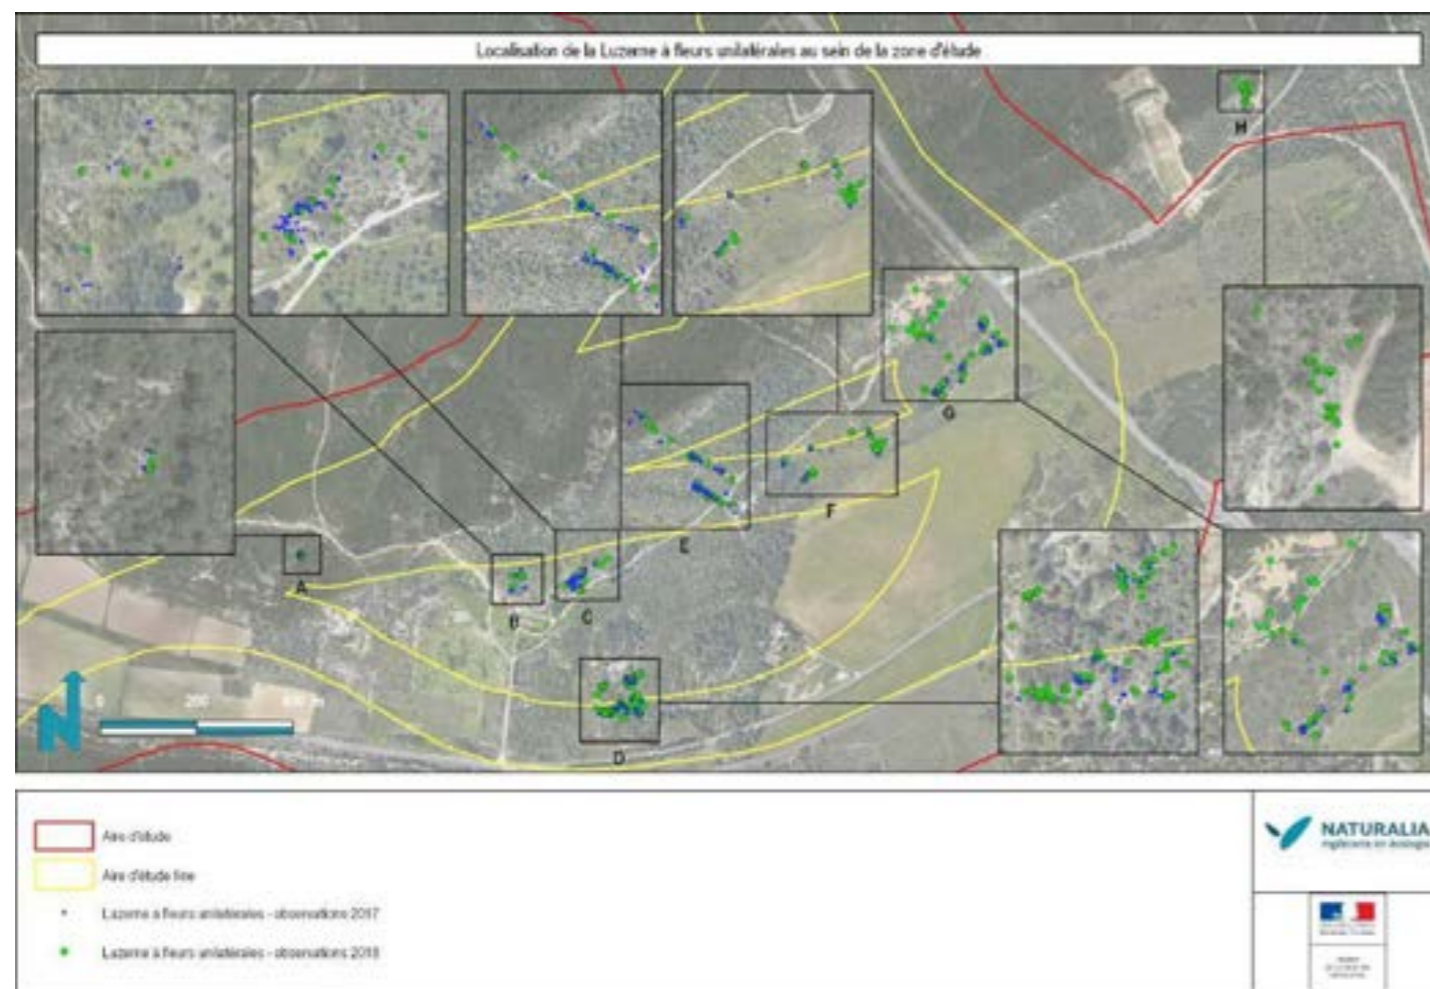 Localisation de la Luzerne à fleurs unilatérales au sein de la zone d'étude
H
G
F
E
A
B
C
D
N
0 200
Aire d'étude
Aire d'étude fine
Luzerne à fleurs unilatérales - observations 2017
Luzerne à fleurs unilatérales - observations 2018
NATURALIA